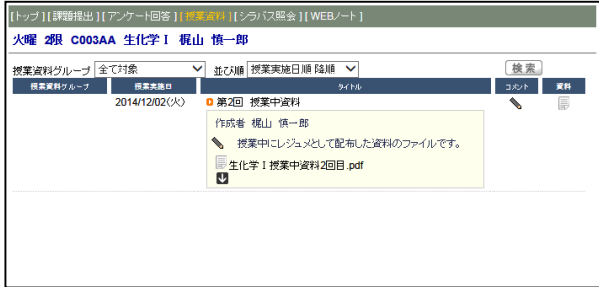 [トップ][課題提出][アンケート回答][授業資料][シラバス照会][WEBノート]
火曜 2限 C003AA 生化学Ⅰ 梶山 慎一郎
授業資料グループ 全て対象 並び順 授業実施日順 降順 検索
授業資料グループ 授業実施日 タイトル コメント 資料
2014/12/02(火) 第2回 授業中資料
作成者 梶山 慎一郎
授業中にレジュメとして配布した資料のファイルです。
生化学Ⅰ授業中資料2回目.pdf